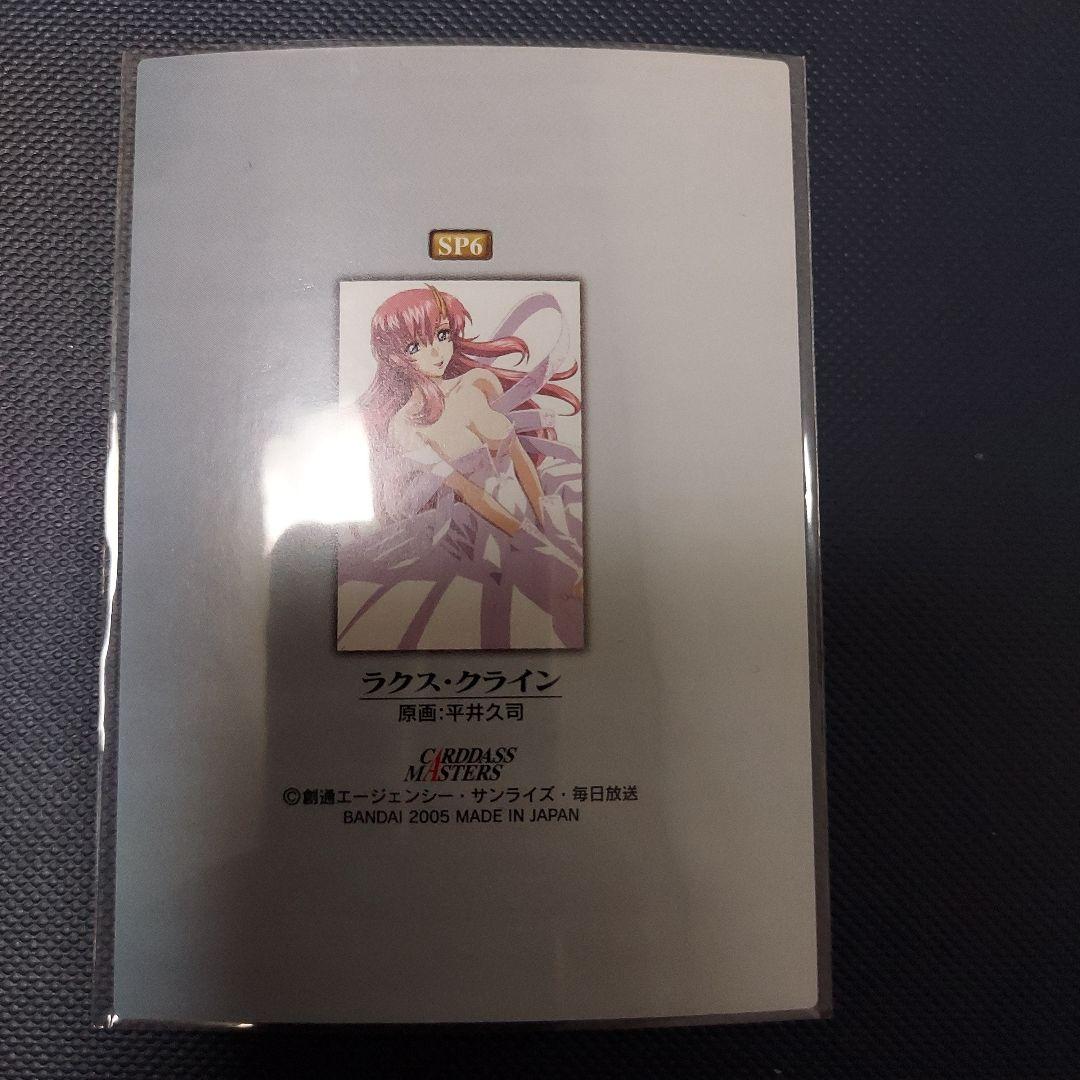 SP6
ラクス・クライン
原画:平井久司
CARDDASS
MASTERS
©創通エージェンシー・サンライズ・毎日放送
BANDAI 2005 MADE IN JAPAN